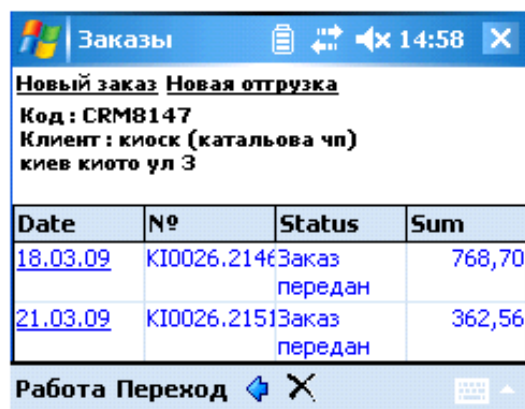 Заказы 14:58
Новый заказ Новая отгрузка
Код : CRM8147
Клиент : киоск (катальова чп)
киев киото ул 3
Date № Status Sum
18.03.09 KI0026.2146 Заказ 768,70
передан
21.03.09 KI0026.2151 Заказ 362,56
передан
Работа Переход